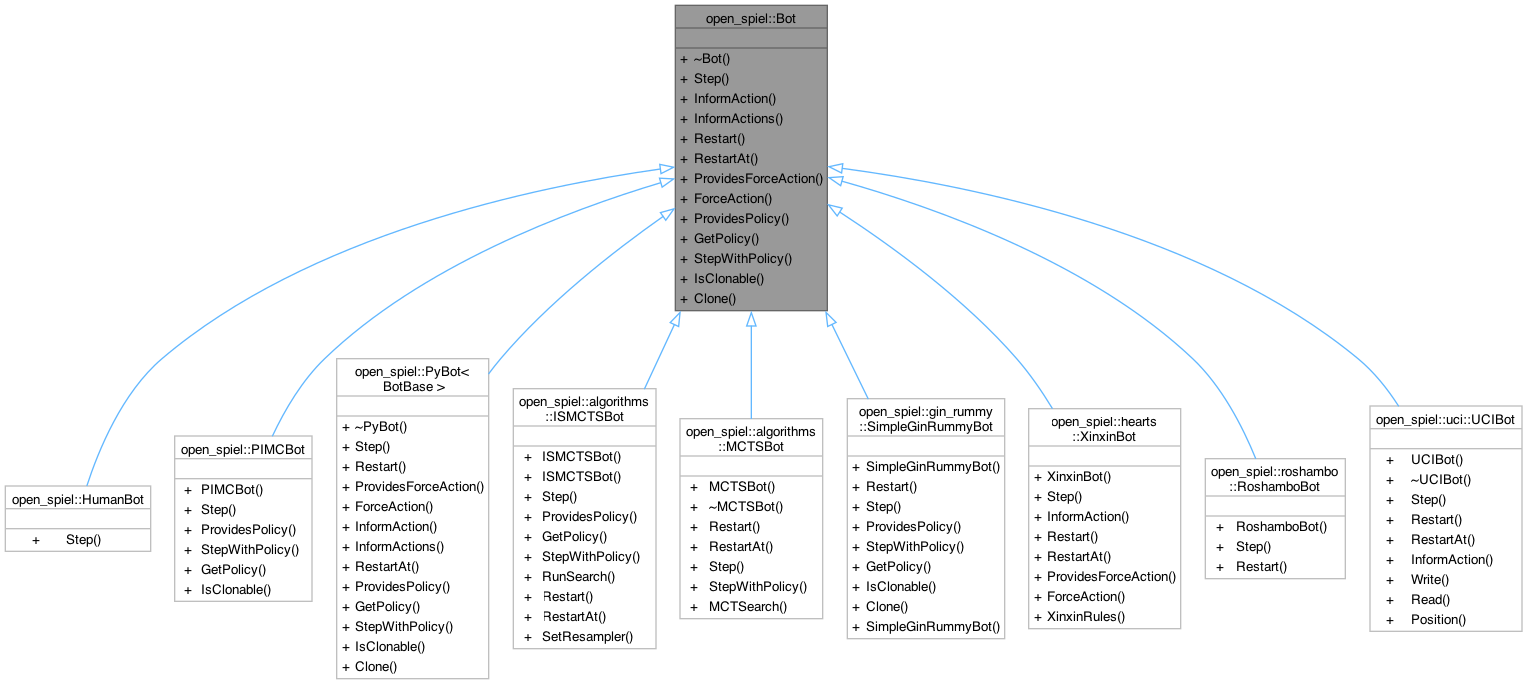 open_spiel::Bot
+ ~Bot()
+ Step()
+ InformAction()
+ InformActions()
+ Restart()
+ RestartAt()
+ ProvidesForceAction()
+ ForceAction()
+ ProvidesPolicy()
+ GetPolicy()
+ StepWithPolicy()
+ IsClonable()
+ Clone()
open_spiel::HumanBot
+ Step()
open_spiel::PIMCBot
+ PIMCBot()
+ Step()
+ ProvidesPolicy()
+ StepWithPolicy()
+ GetPolicy()
+ IsClonable()
open_spiel::PyBot<
BotBase >
+ ~PyBot()
+ Step()
+ Restart()
+ ProvidesForceAction()
+ ForceAction()
+ InformAction()
+ InformActions()
+ RestartAt()
+ ProvidesPolicy()
+ GetPolicy()
+ StepWithPolicy()
+ IsClonable()
+ Clone()
open_spiel::algorithms
::ISMCTSBot
+ ISMCTSBot()
+ ISMCTSBot()
+ Step()
+ ProvidesPolicy()
+ GetPolicy()
+ StepWithPolicy()
+ RunSearch()
+ Restart()
+ RestartAt()
+ SetResampler()
open_spiel::algorithms
::MCTSBot
+ MCTSBot()
+ ~MCTSBot()
+ Restart()
+ RestartAt()
+ Step()
+ StepWithPolicy()
+ MCTSearch()
open_spiel::gin_rummy
::SimpleGinRummyBot
+ SimpleGinRummyBot()
+ Restart()
+ Step()
+ ProvidesPolicy()
+ StepWithPolicy()
+ GetPolicy()
+ IsClonable()
+ Clone()
+ SimpleGinRummyBot()
open_spiel::hearts
::XinxinBot
+ XinxinBot()
+ Step()
+ InformAction()
+ Restart()
+ RestartAt()
+ ProvidesForceAction()
+ ForceAction()
+ XinxinRules()
open_spiel::roshambo
::RoshamboBot
+ RoshamboBot()
+ Step()
+ Restart()
open_spiel::uci::UCIBot
+ UCIBot()
+ ~UCIBot()
+ Step()
+ Restart()
+ RestartAt()
+ InformAction()
+ Write()
+ Read()
+ Position()